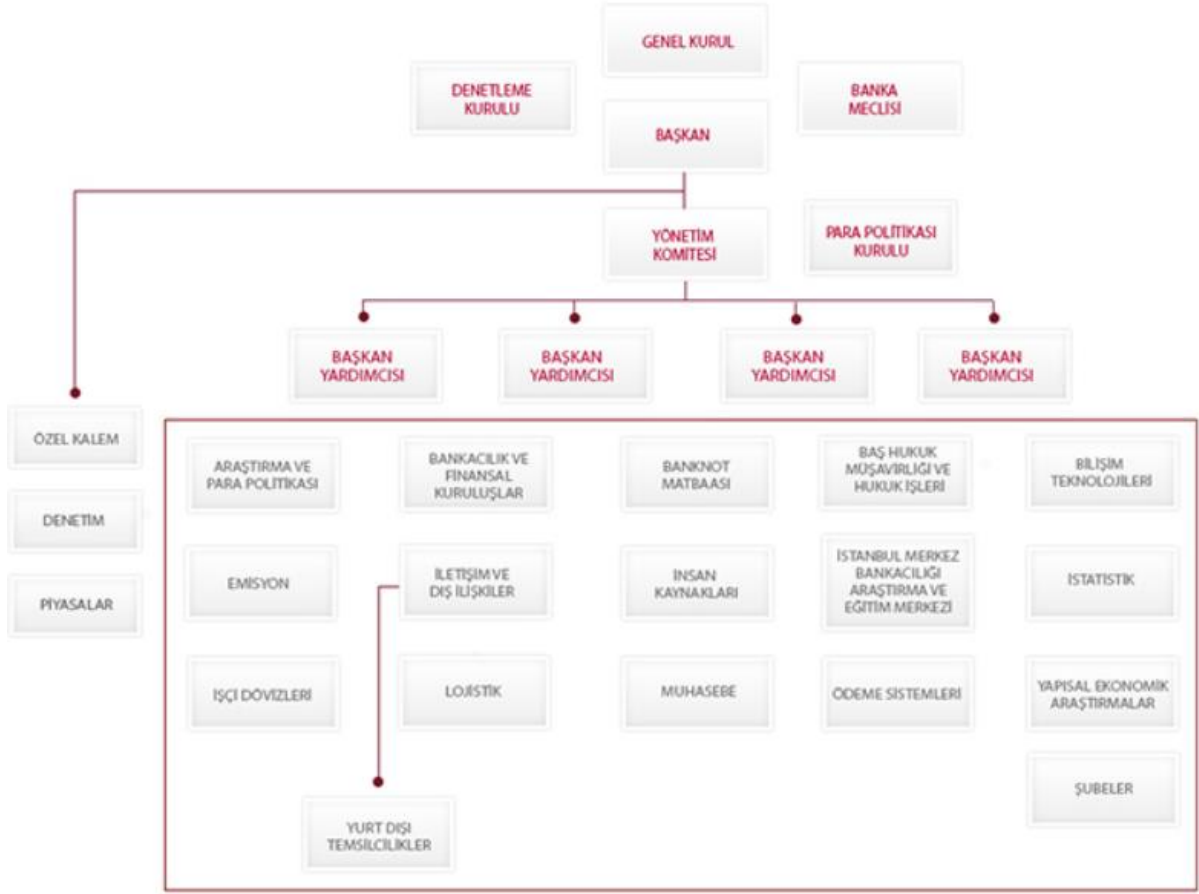 GENEL KURUL
DENETLEME
KURULU
BANKA
MECLİSİ
BAŞKAN
YÖNETİM
KOMİTESİ
PARA POLİTİKASI
KURULU
BAŞKAN
YARDIMCISI
BAŞKAN
YARDIMCISI
BAŞKAN
YARDIMCISI
BAŞKAN
YARDIMCISI
ÖZEL KALEM
DENETİM
PİYASALAR
ARAŞTIRMA VE
PARA POLİTİKASI
BANKACILIK VE
FİNANSAL
KURULUŞLAR
BANKNOT
MATBAASI
BAŞ HUKUK
MÜŞAVİRLİĞİ VE
HUKUK İŞLERİ
BİLİŞİM
TEKNOLOJİLERİ
EMİSYON
İLETİŞİM VE
DIŞ İLİŞKİLER
İNSAN
KAYNAKLARI
İSTANBUL MERKEZ
BANKACILIĞI
ARAŞTIRMA VE
EĞİTİM MERKEZİ
İSTATİSTİK
İŞÇİ DÖVİZLERİ
LOJİSTİK
MUHASEBE
ÖDEME SİSTEMLERİ
YAPISAL EKONOMİK
ARAŞTIRMALAR
ŞUBELER
YURT DIŞI
TEMSİLCİLİKLER